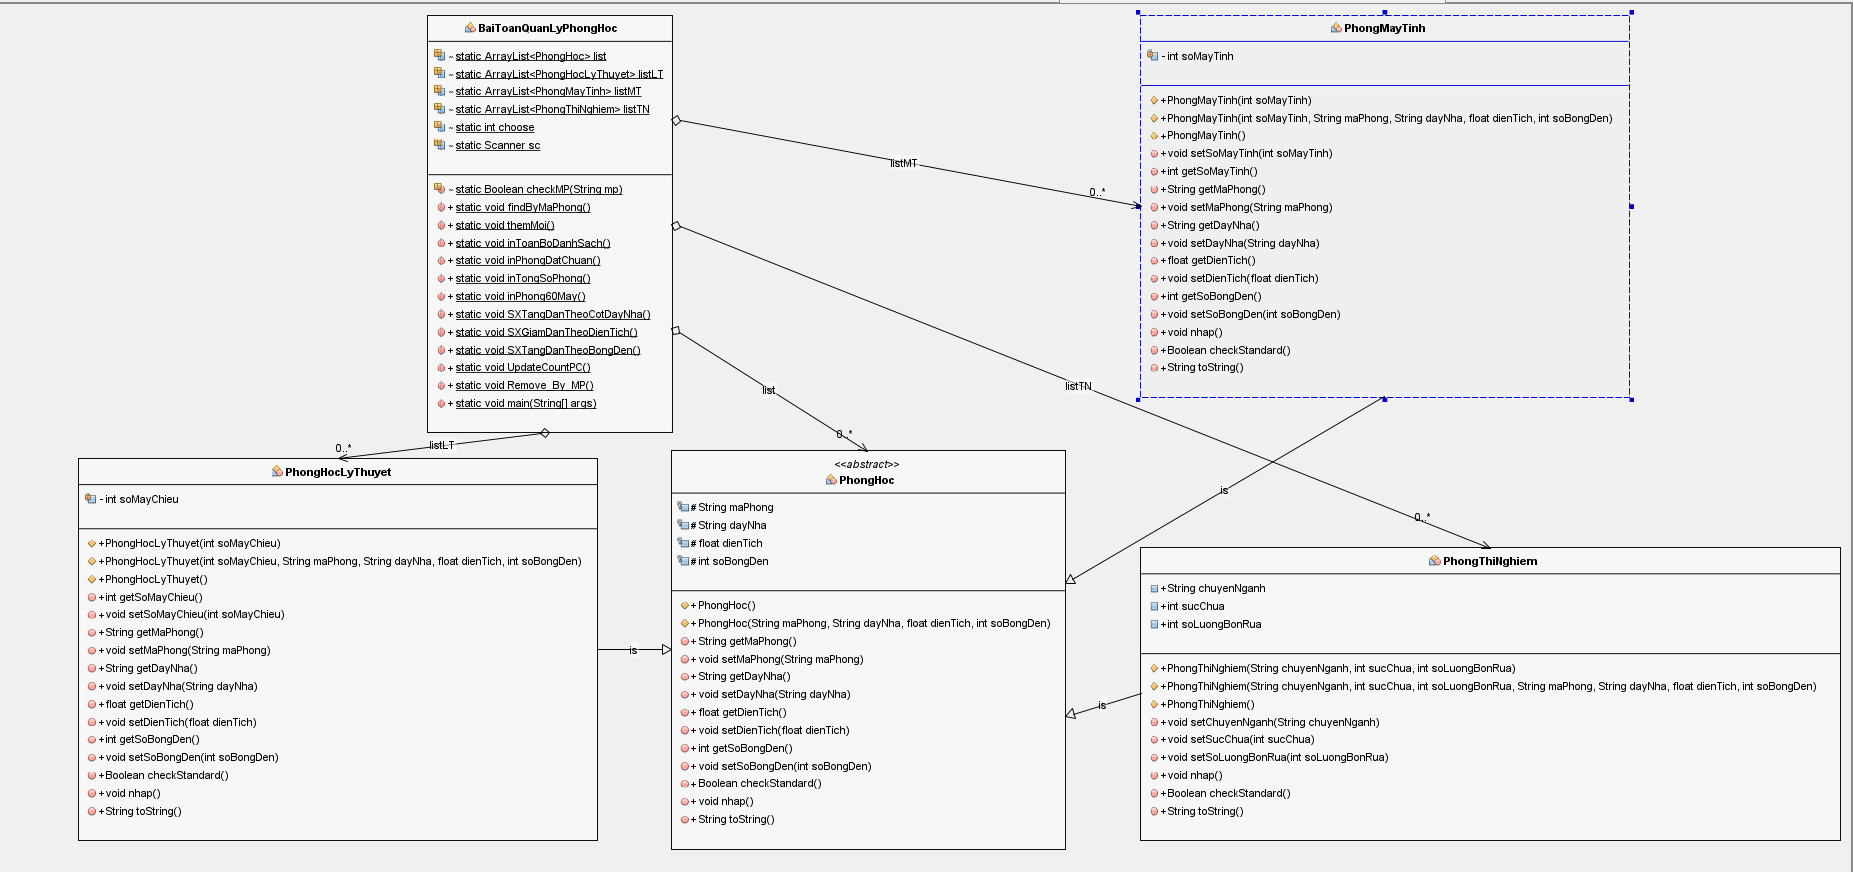 BaiToanQuanLyPhongHoc
~ static ArrayList<PhongHoc> list
~ static ArrayList<PhongHocLyThuyet> listLT
~ static ArrayList<PhongMayTinh> listMT
~ static ArrayList<PhongThiNghiem> listTN
~ static int choose
~ static Scanner sc
~ static Boolean checkMP(String mp)
+ static void findByMaPhong()
+ static void themMoi()
+ static void inToanBoDanhSach()
+ static void inPhongDatChuan()
+ static void inTongSoPhong()
+ static void inPhong60May()
+ static void SXTangDanTheoCotDayNha()
+ static void SXGiamDanTheoDienTich()
+ static void SXTangDanTheoBongDen()
+ static void UpdateCountPC()
+ static void Remove_By_MP()
+ static void main(String[] args)
PhongMayTinh
- int soMayTinh
+PhongMayTinh(int soMayTinh)
+PhongMayTinh(int soMayTinh, String maPhong, String dayNha, float dienTich, int soBongDen)
+PhongMayTinh()
+void setSoMayTinh(int soMayTinh)
+int getSoMayTinh()
+String getMaPhong()
+void setMaPhong(String maPhong)
+String getDayNha()
+void setDayNha(String dayNha)
+float getDienTich()
+void setDienTich(float dienTich)
+int getSoBongDen()
+void setSoBongDen(int soBongDen)
+void nhap()
+Boolean checkStandard()
+String toString()
listMT
0..*
listTN
0..*
list
0..*
listLT
0..*
is
is
is
PhongHocLyThuyet
- int soMayChieu
+PhongHocLyThuyet(int soMayChieu)
+PhongHocLyThuyet(int soMayChieu, String maPhong, String dayNha, float dienTich, int soBongDen)
+PhongHocLyThuyet()
+int getSoMayChieu()
+void setSoMayChieu(int soMayChieu)
+String getMaPhong()
+void setMaPhong(String maPhong)
+String getDayNha()
+void setDayNha(String dayNha)
+float getDienTich()
+void setDienTich(float dienTich)
+int getSoBongDen()
+void setSoBongDen(int soBongDen)
+Boolean checkStandard()
+void nhap()
+String toString()
<<abstract>>
PhongHoc
# String maPhong
# String dayNha
# float dienTich
# int soBongDen
+ PhongHoc()
+ PhongHoc(String maPhong, String dayNha, float dienTich, int soBongDen)
+ String getMaPhong()
+ void setMaPhong(String maPhong)
+ String getDayNha()
+ void setDayNha(String dayNha)
+ float getDienTich()
+ void setDienTich(float dienTich)
+ int getSoBongDen()
+ void setSoBongDen(int soBongDen)
+ Boolean checkStandard()
+ void nhap()
+ String toString()
PhongThiNghiem
+String chuyenNganh
+int sucChua
+int soLuongBonRua
+PhongThiNghiem(String chuyenNganh, int sucChua, int soLuongBonRua)
+PhongThiNghiem(String chuyenNganh, int sucChua, int soLuongBonRua, String maPhong, String dayNha, float dienTich, int soBongDen)
+PhongThiNghiem()
+void setChuyenNganh(String chuyenNganh)
+void setSucChua(int sucChua)
+void setSoLuongBonRua(int soLuongBonRua)
+void nhap()
+Boolean checkStandard()
+String toString()